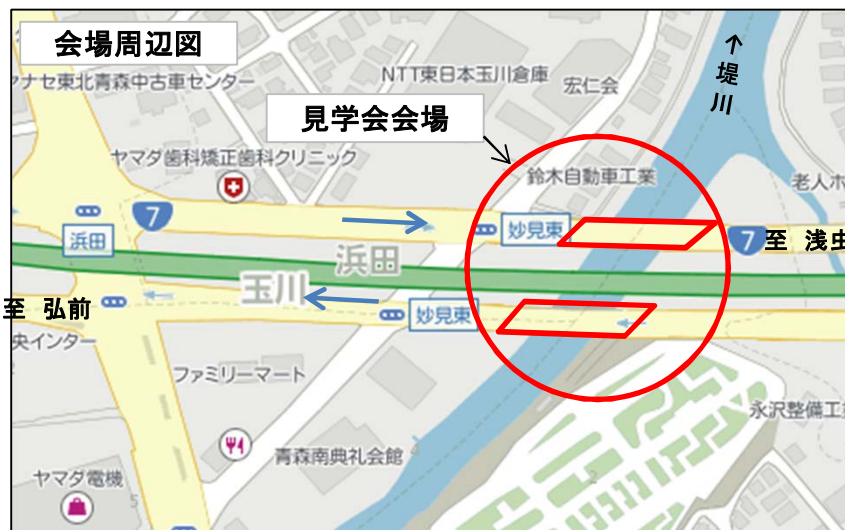 会場周辺図
ヤナセ東北青森中古車センター
NTT東日本玉川倉庫
宏仁会
↑堤川
見学会会場
ヤマダ歯科矯正歯科クリニック
鈴木自動車工業
老人ホ
7
浜田
妙見東
7
至 浅虫
浜田
玉川
至 弘前
妙見東
央インター
ファミリーマート
永沢整備工
青森南典礼会館
4
2
ヤマダ電機
5